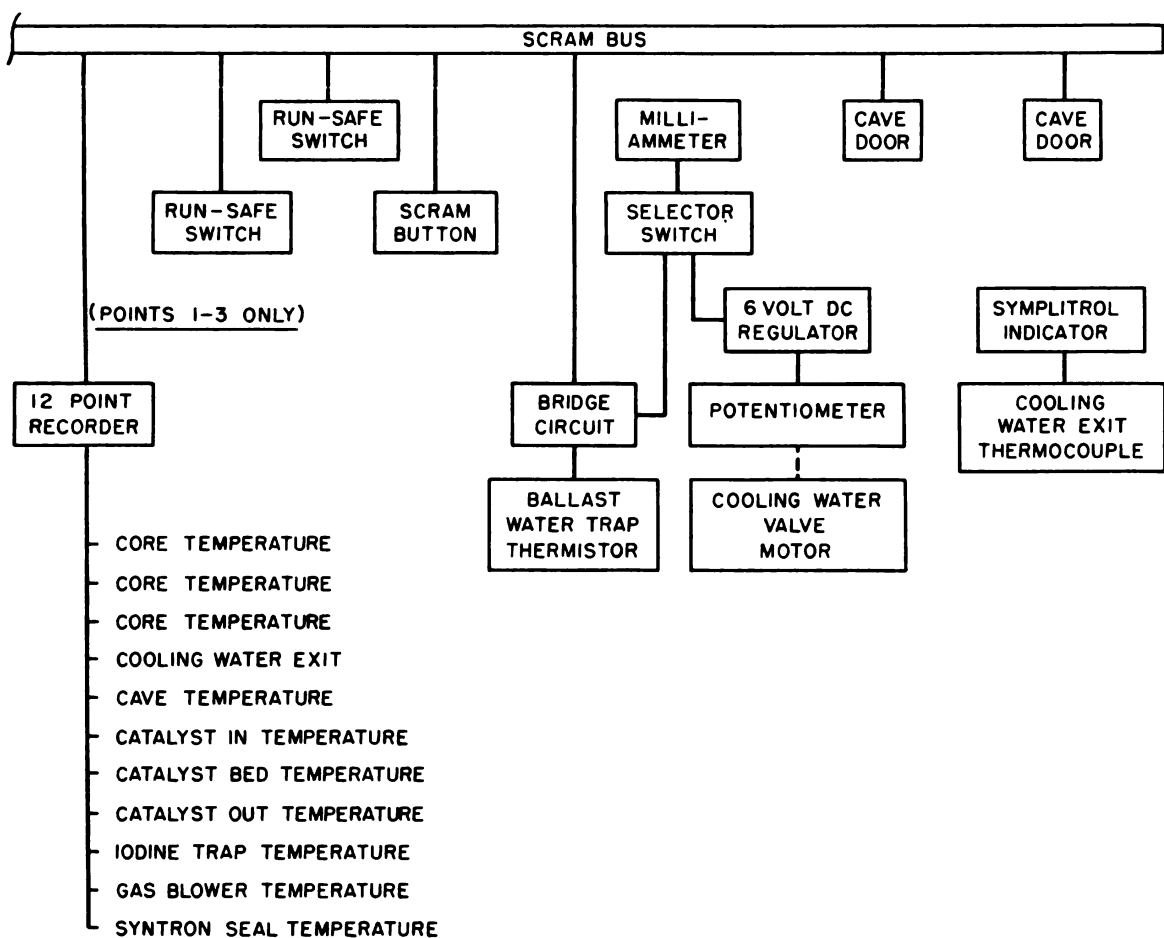 SCRAM BUS
RUN-SAFE
SWITCH
MILLI-
AMMETER
CAVE
DOOR
CAVE
DOOR
RUN-SAFE
SWITCH
SCRAM
BUTTON
SELECTOR
SWITCH
(POINTS 1-3 ONLY)
6 VOLT DC
REGULATOR
SYMPLITROL
INDICATOR
12 POINT
RECORDER
BRIDGE
CIRCUIT
POTENTIOMETER
COOLING
WATER EXIT
THERMOCOUPLE
BALLAST
WATER TRAP
THERMISTOR
COOLING WATER
VALVE
MOTOR
CORE TEMPERATURE
CORE TEMPERATURE
CORE TEMPERATURE
COOLING WATER EXIT
CAVE TEMPERATURE
CATALYST IN TEMPERATURE
CATALYST BED TEMPERATURE
CATALYST OUT TEMPERATURE
IODINE TRAP TEMPERATURE
GAS BLOWER TEMPERATURE
SYNTRON SEAL TEMPERATURE